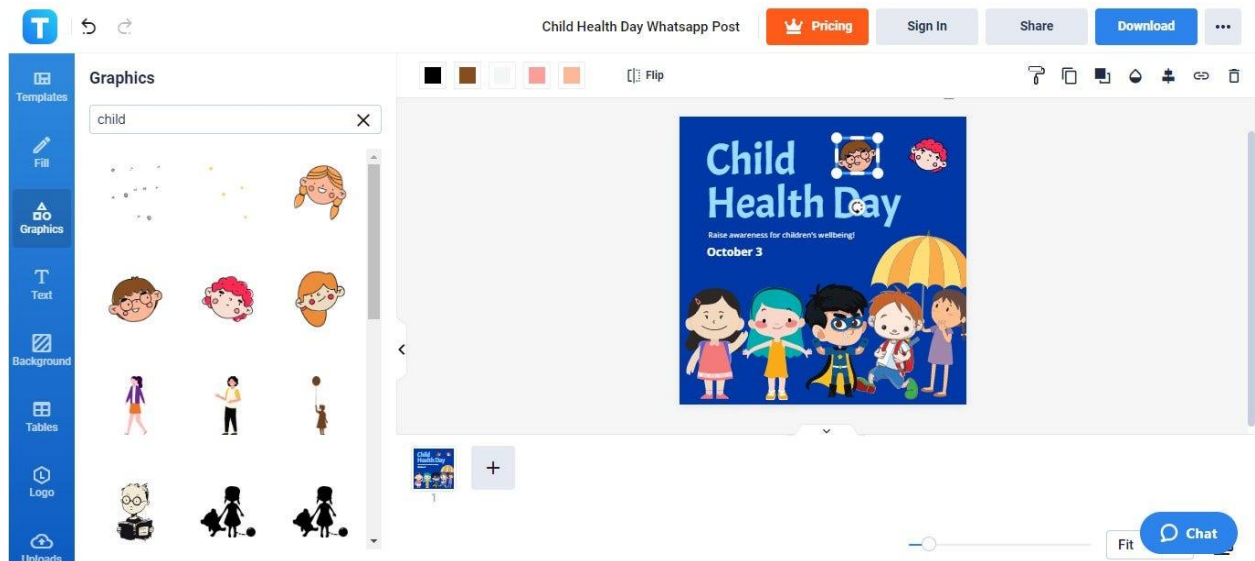 T
Child Health Day Whatsapp Post
Pricing
Sign In
Share
Download
Templates
Fill
Graphics
Text
Background
Tables
Logo
Uploads
Graphics
child
Flip
Child
Health Day
Raise awareness for children's wellbeing!
October 3
Child
Health Day
1
Fit
Chat